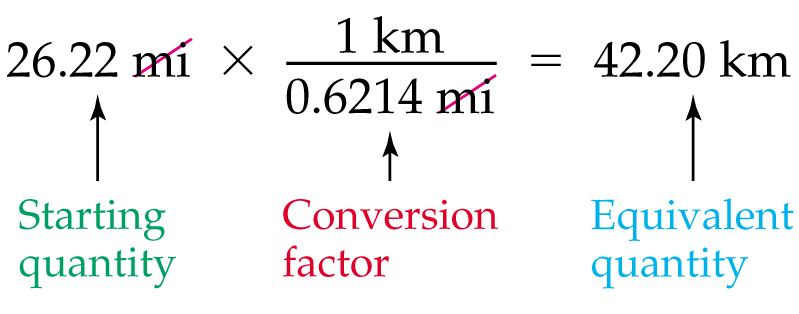 26.22 mi × 1 km / 0.6214 mi = 42.20 km
Starting quantity
Conversion factor
Equivalent quantity